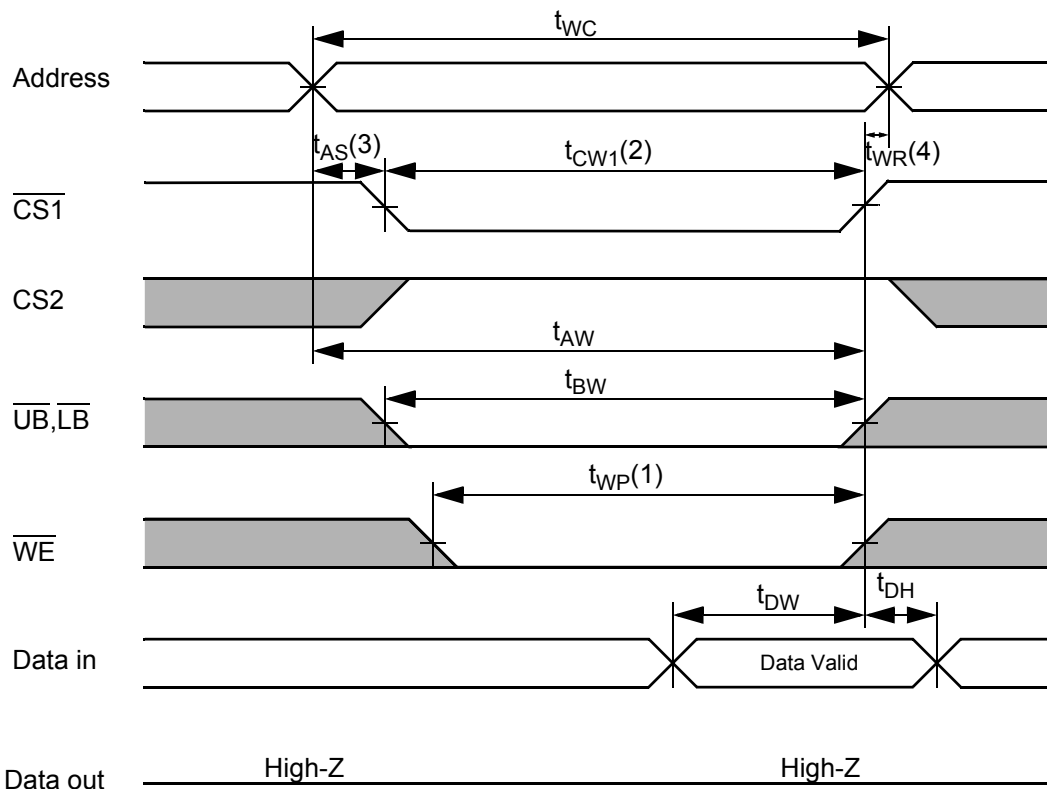 tWC
Address
tAS(3) tCW1(2) tWR(4)
CS1
CS2
tAW
tBW
UB,LB
tWP(1)
WE
tDW tDH
Data in Data Valid
Data out High-Z High-Z